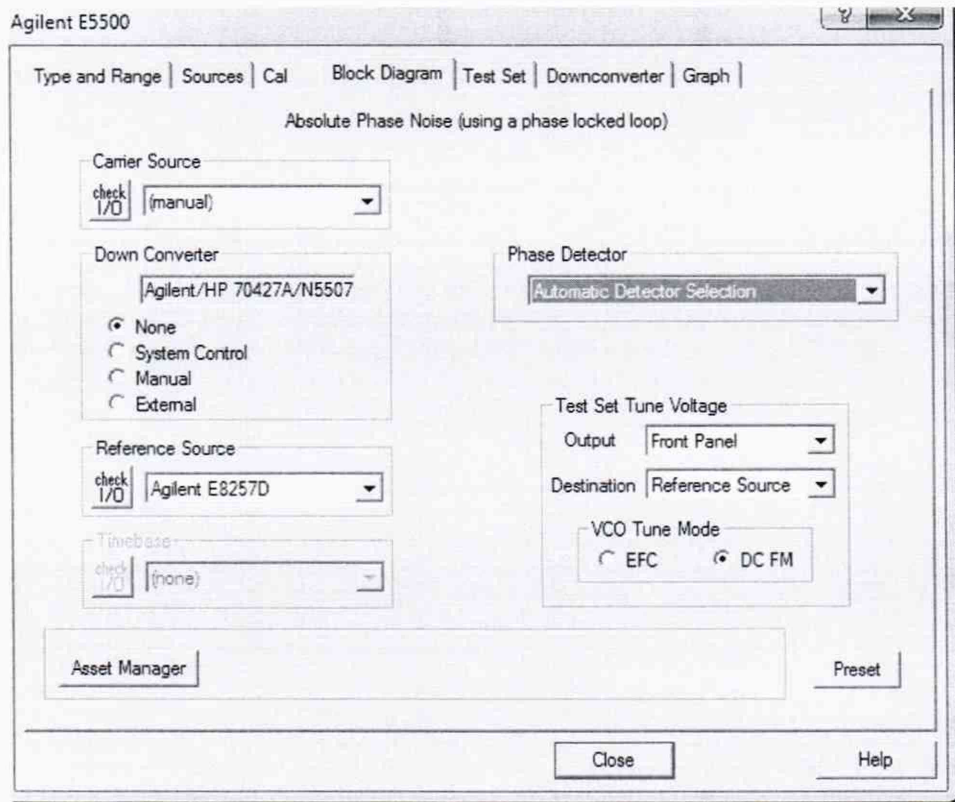 Agilent E5500
Type and Range
Sources
Cal
Block Diagram
Test Set
Downconverter
Graph
Absolute Phase Noise (using a phase locked loop)
Carrier Source
check I/O
(manual)
Down Converter
Agilent/HP 70427A/N5507
None
System Control
Manual
External
Phase Detector
Automatic Detector Selection
Reference Source
check I/O
Agilent E8257D
Timebase
check I/O
(none)
Test Set Tune Voltage
Output
Front Panel
Destination
Reference Source
VCO Tune Mode
EFC
DC FM
Asset Manager
Preset
Close
Help